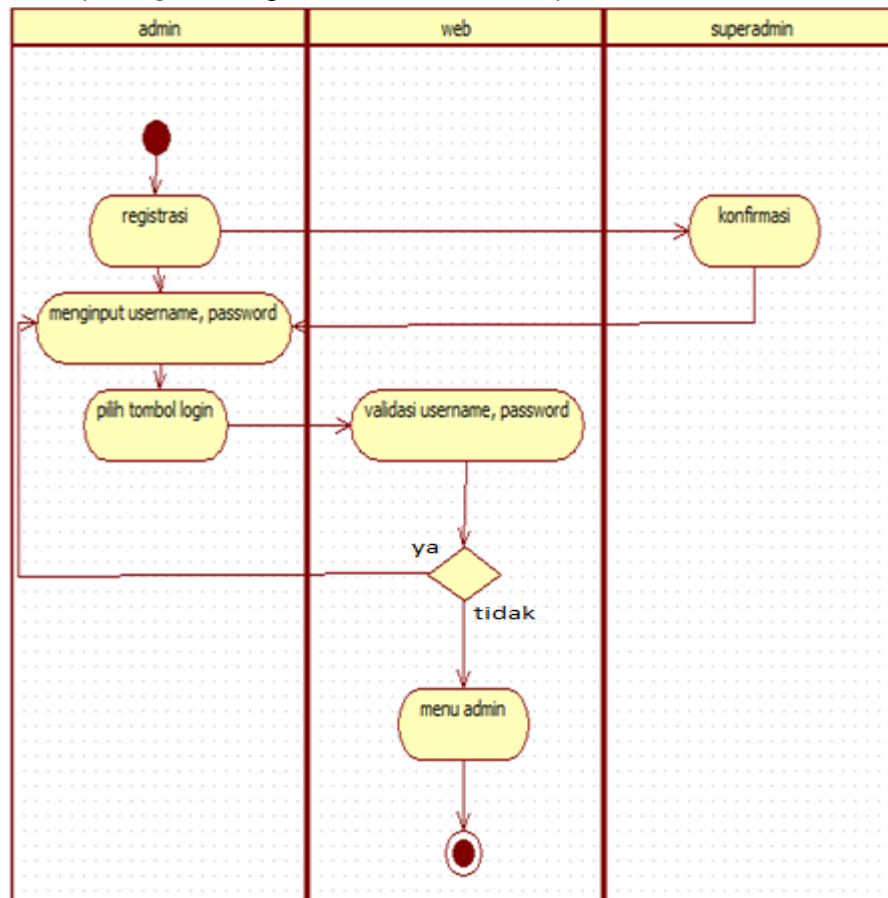 admin
web
superadmin
registrasi
konfirmasi
menginput username, password
pilih tombol login
validasi username, password
ya
tidak
menu admin